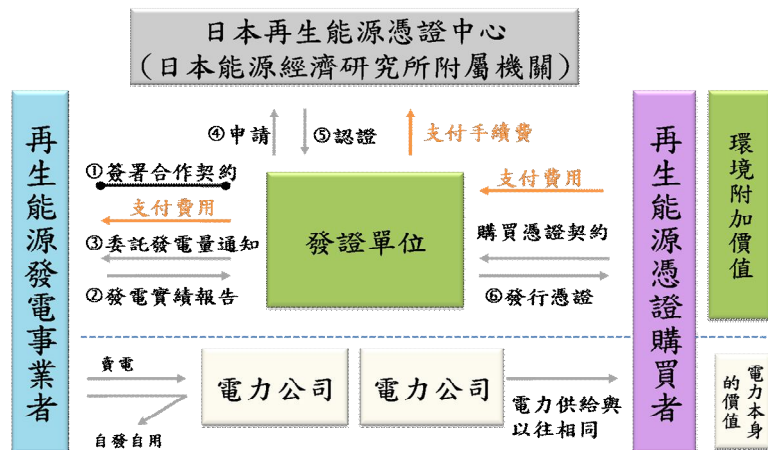 日本再生能源憑證中心
（日本能源經濟研究所附屬機關）
再生能源發電事業者
④申請
⑤認證
支付手續費
①簽署合作契約
支付費用
③委託發電量通知
②發電實績報告
發證單位
支付費用
購買憑證契約
⑥發行憑證
再生能源憑證購買者
環境附加價值
賣電
自發自用
電力公司
電力公司
電力供給與
以往相同
電力本身
的價值